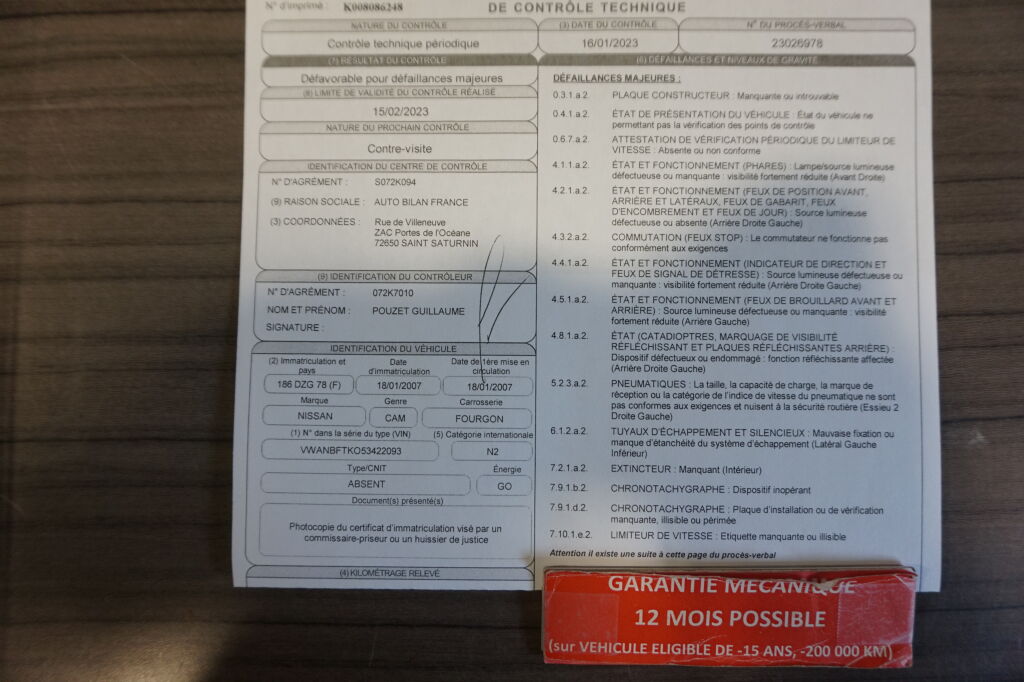 N° d'imprimé : K008086248
DE CONTRÔLE TECHNIQUE
NATURE DU CONTRÔLE
Contrôle technique périodique
(3) DATE DU CONTRÔLE
16/01/2023
N° DU PROCÈS-VERBAL
23026978
(7) RÉSULTAT DU CONTRÔLE
Défavorable pour défaillances majeures
(8) LIMITE DE VALIDITÉ DU CONTRÔLE RÉALISÉ
15/02/2023
NATURE DU PROCHAIN CONTRÔLE
Contre-visite
IDENTIFICATION DU CENTRE DE CONTRÔLE
N° D'AGRÉMENT : S072K094
(9) RAISON SOCIALE : AUTO BILAN FRANCE
(3) COORDONNÉES : Rue de Villeneuve
ZAC Portes de l'Océane
72650 SAINT SATURNIN
(9) IDENTIFICATION DU CONTRÔLEUR
N° D'AGRÉMENT : 072K7010
NOM ET PRÉNOM : POUZET GUILLAUME
SIGNATURE :
IDENTIFICATION DU VÉHICULE
(2) Immatriculation et pays
Date d'immatriculation
Date de 1ère mise en circulation
186 DZG 78 (F)
18/01/2007
18/01/2007
Marque
Genre
Carrosserie
NISSAN
CAM
FOURGON
(1) N° dans la série du type (VIN)
(5) Catégorie internationale
VWANBFTKO53422093
N2
Type/CNIT
Énergie
ABSENT
GO
Document(s) présenté(s)
Photocopie du certificat d'immatriculation visé par un
commissaire-priseur ou un huissier de justice
(4) KILOMÉTRAGE RELEVÉ
(6) DÉFAILLANCES ET NIVEAUX DE GRAVITÉ
DÉFAILLANCES MAJEURES :
0.3.1.a.2. PLAQUE CONSTRUCTEUR : Manquante ou introuvable
0.4.1.a.2. ÉTAT DE PRÉSENTATION DU VÉHICULE : État du véhicule ne
permettant pas la vérification des points de contrôle
0.6.7.a.2. ATTESTATION DE VÉRIFICATION PÉRIODIQUE DU LIMITEUR DE
VITESSE : Absente ou non conforme
4.1.1.a.2. ÉTAT ET FONCTIONNEMENT (PHARES) : Lampe/source lumineuse
défectueuse ou manquante : visibilité fortement réduite (Avant Droite)
4.2.1.a.2. ÉTAT ET FONCTIONNEMENT (FEUX DE POSITION AVANT,
ARRIÈRE ET LATÉRAUX, FEUX DE GABARIT, FEUX
D'ENCOMBREMENT ET FEUX DE JOUR) : Source lumineuse
défectueuse ou absente (Arrière Droite Gauche)
4.3.2.a.2. COMMUTATION (FEUX STOP) : Le commutateur ne fonctionne pas
conformément aux exigences
4.4.1.a.2. ÉTAT ET FONCTIONNEMENT (INDICATEUR DE DIRECTION ET
FEUX DE SIGNAL DE DÉTRESSE) : Source lumineuse défectueuse ou
manquante : visibilité fortement réduite (Arrière Droite Gauche)
4.5.1.a.2. ÉTAT ET FONCTIONNEMENT (FEUX DE BROUILLARD AVANT ET
ARRIÈRE) : Source lumineuse défectueuse ou manquante : visibilité
fortement réduite (Arrière Gauche)
4.8.1.a.2. ÉTAT (CATADIOPTRES, MARQUAGE DE VISIBILITÉ
RÉFLÉCHISSANT ET PLAQUES RÉFLÉCHISSANTES ARRIÈRE) :
Dispositif défectueux ou endommagé : fonction réfléchissante affectée
(Arrière Droite Gauche)
5.2.3.a.2. PNEUMATIQUES : La taille, la capacité de charge, la marque de
réception ou la catégorie de l'indice de vitesse du pneumatique ne sont
pas conformes aux exigences et nuisent à la sécurité routière (Essieu 2
Droite Gauche)
6.1.2.a.2. TUYAUX D'ÉCHAPPEMENT ET SILENCIEUX : Mauvaise fixation ou
manque d'étanchéité du système d'échappement (Latéral Gauche
Inférieur)
7.2.1.a.2. EXTINCTEUR : Manquant (Intérieur)
7.9.1.b.2. CHRONOTACHYGRAPHE : Dispositif inopérant
7.9.1.d.2. CHRONOTACHYGRAPHE : Plaque d'installation ou de vérification
manquante, illisible ou périmée
7.10.1.e.2. LIMITEUR DE VITESSE : Etiquette manquante ou illisible
Attention il existe une suite à cette page du procès-verbal
GARANTIE MECANIQUE
12 MOIS POSSIBLE
(sur VEHICULE ELIGIBLE DE -15 ANS, -200 000 KM)